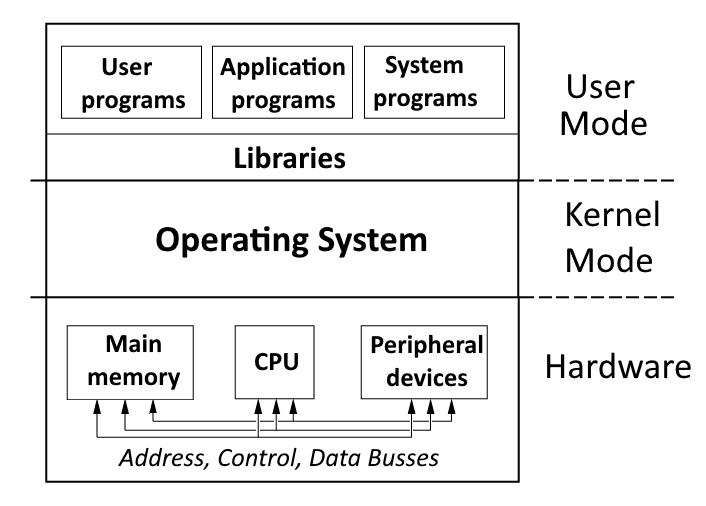 User
programs
Application
programs
System
programs
User
Mode
Libraries
Operating System
Kernel
Mode
Main
memory
CPU
Peripheral
devices
Hardware
Address, Control, Data Busses